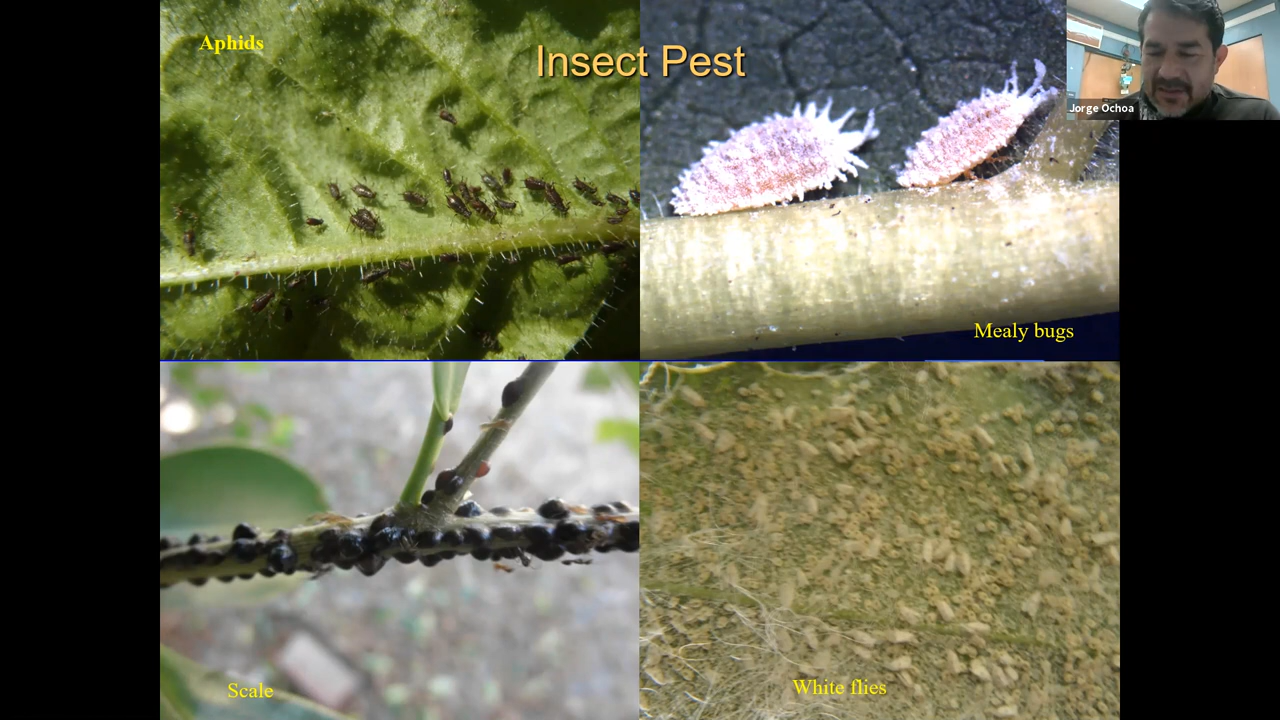 Aphids
Insect Pest
Jorge Ochoa
Mealy bugs
Scale
White flies